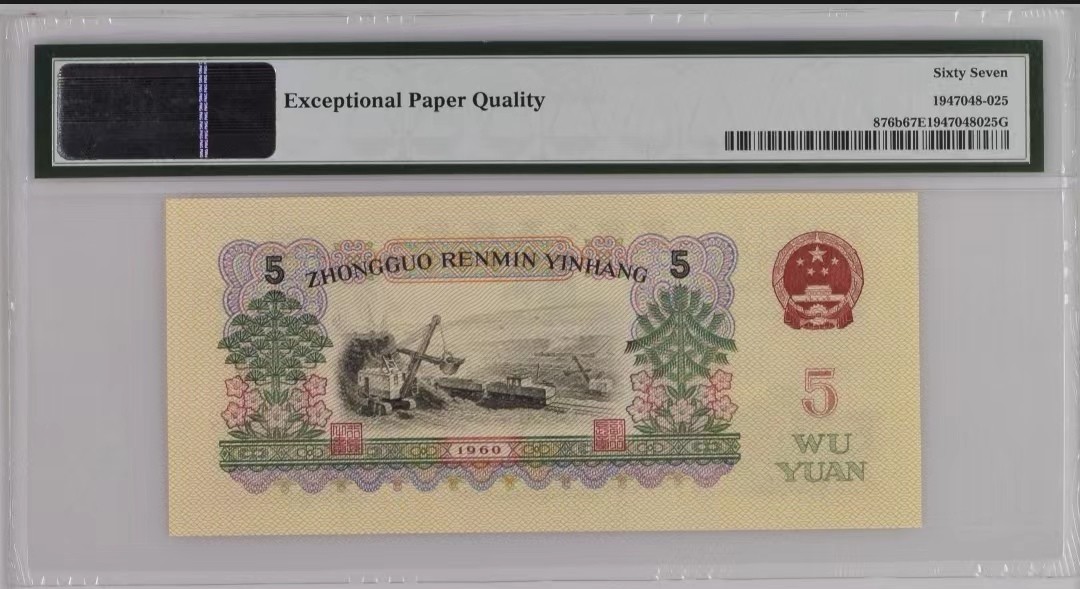 Sixty Seven
Exceptional Paper Quality
1947048-025
876b67E1947048025G
5 ZHONGGUO RENMIN YINHANG 5
5
1960
WU
YUAN